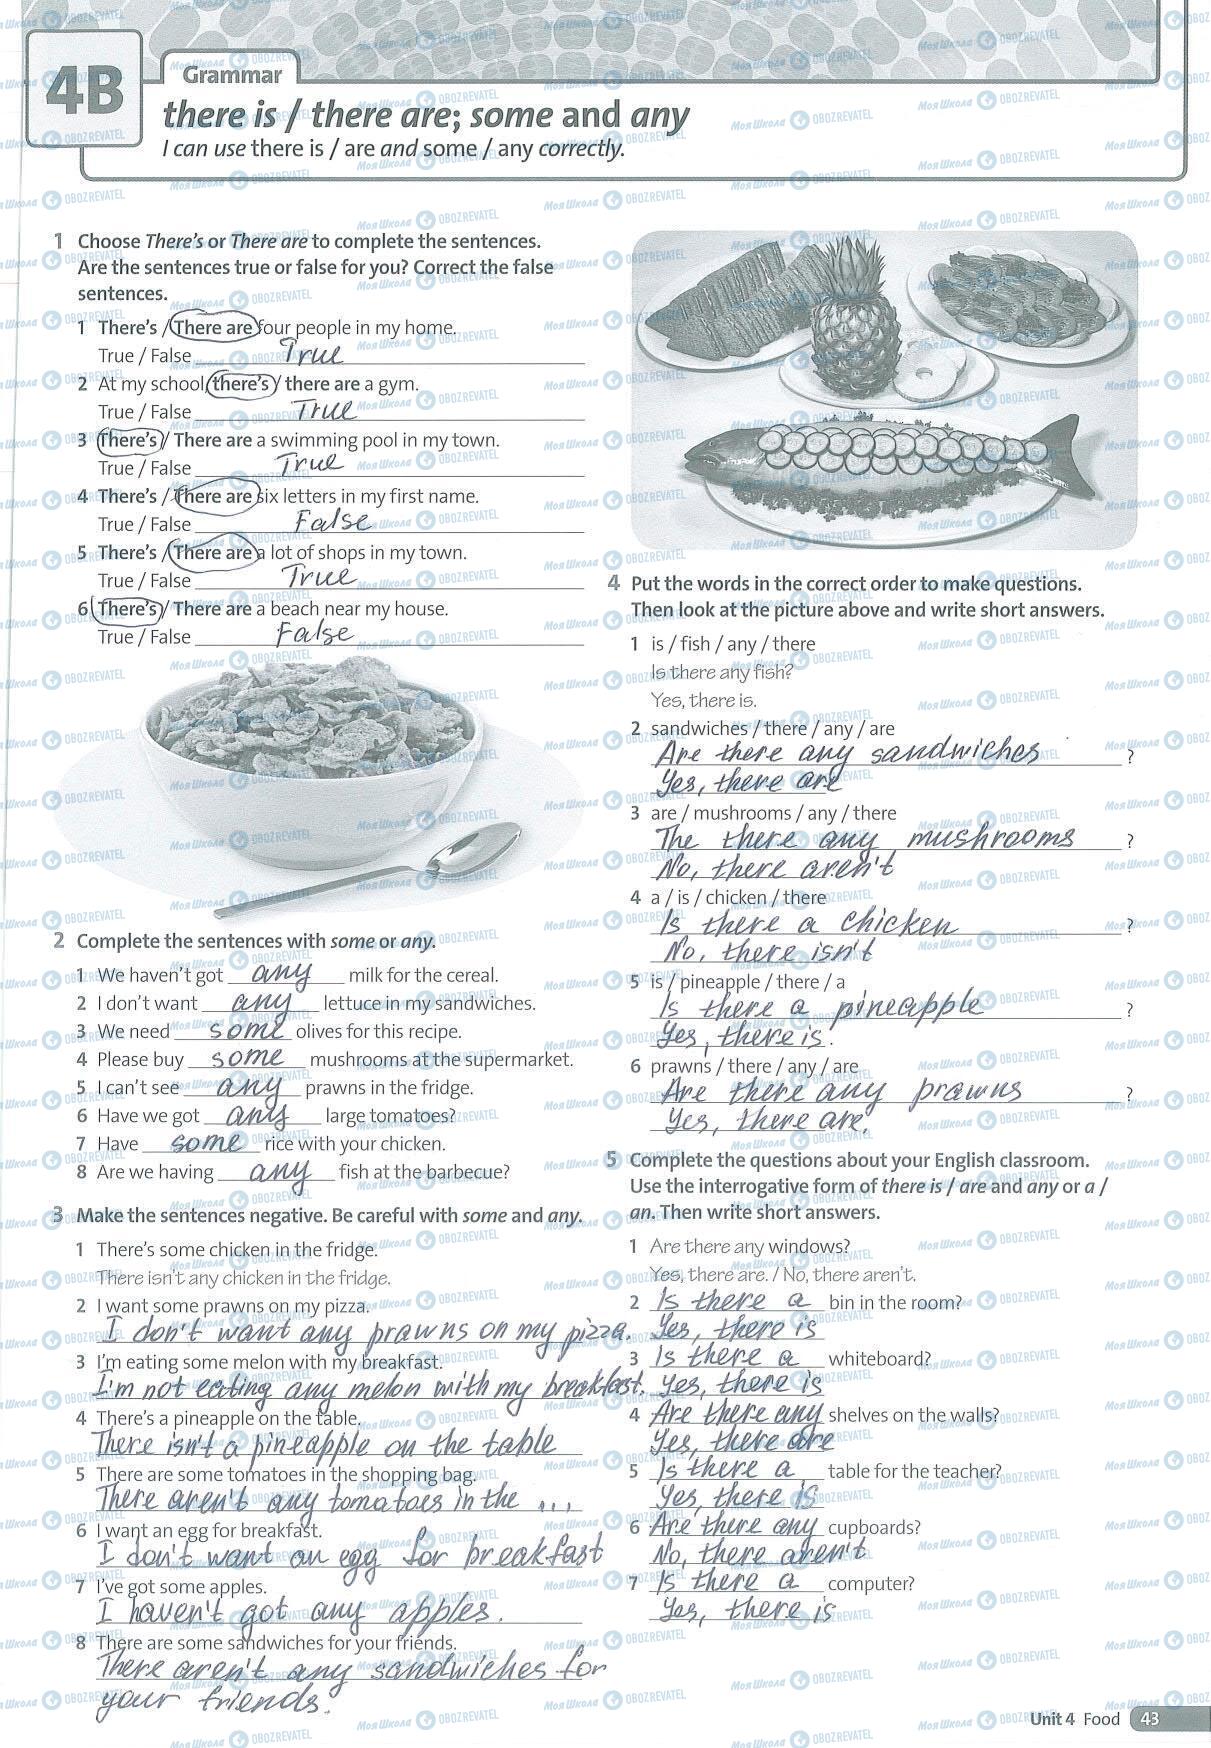 4B
Grammar
there is / there are; some and any
I can use there is / are and some / any correctly.
1 Choose There's or There are to complete the sentences.
Are the sentences true or false for you? Correct the false
sentences.
1 There's / There are four people in my home.
True / False True
2 At my school, there's / there are a gym.
True / False True
3 There's / There are a swimming pool in my town.
True / False True
4 There's / There are six letters in my first name.
True / False False
5 There's / There are a lot of shops in my town.
True / False True
6 There's / There are a beach near my house.
True / False False
2 Complete the sentences with some or any.
1 We haven't got any milk for the cereal.
2 I don't want any lettuce in my sandwiches.
3 We need some olives for this recipe.
4 Please buy some mushrooms at the supermarket.
5 I can't see any prawns in the fridge.
6 Have we got any large tomatoes?
7 Have some rice with your chicken.
8 Are we having any fish at the barbecue?
3 Make the sentences negative. Be careful with some and any.
1 There's some chicken in the fridge.
There isn't any chicken in the fridge.
2 I want some prawns on my pizza.
I don't want any prawns on my pizza.
3 I'm eating some melon with my breakfast.
I'm not eating any melon with my breakfast.
4 There's a pineapple on the table.
There isn't a pineapple on the table
5 There are some tomatoes in the shopping bag.
There aren't any tomatoes in the ...
6 I want an egg for breakfast.
I don't want an egg for breakfast
7 I've got some apples.
I haven't got any apples.
8 There are some sandwiches for your friends.
There aren't any sandwiches for
your friends.
4 Put the words in the correct order to make questions.
Then look at the picture above and write short answers.
1 is / fish / any / there
Is there any fish?
Yes, there is.
2 sandwiches / there / any / are
Are there any sandwiches ?
Yes, there are
3 are / mushrooms / any / there
The there any mushrooms ?
No, there aren't
4 a / is / chicken / there
Is there a chicken ?
No, there isn't
5 is / pineapple / there / a
Is there a pineapple ?
Yes, there is.
6 prawns / there / any / are
Are there any prawns ?
Yes, there are.
5 Complete the questions about your English classroom.
Use the interrogative form of there is / are and any or a /
an. Then write short answers.
1 Are there any windows?
Yes, there are. / No, there aren't.
2 Is there a bin in the room?
Yes, there is
3 Is there a whiteboard?
Yes, there is
4 Are there any shelves on the walls?
Yes, there are
5 Is there a table for the teacher?
Yes, there is
6 Are there any cupboards?
No, there aren't
7 Is there a computer?
Yes, there is
Unit 4 Food 43